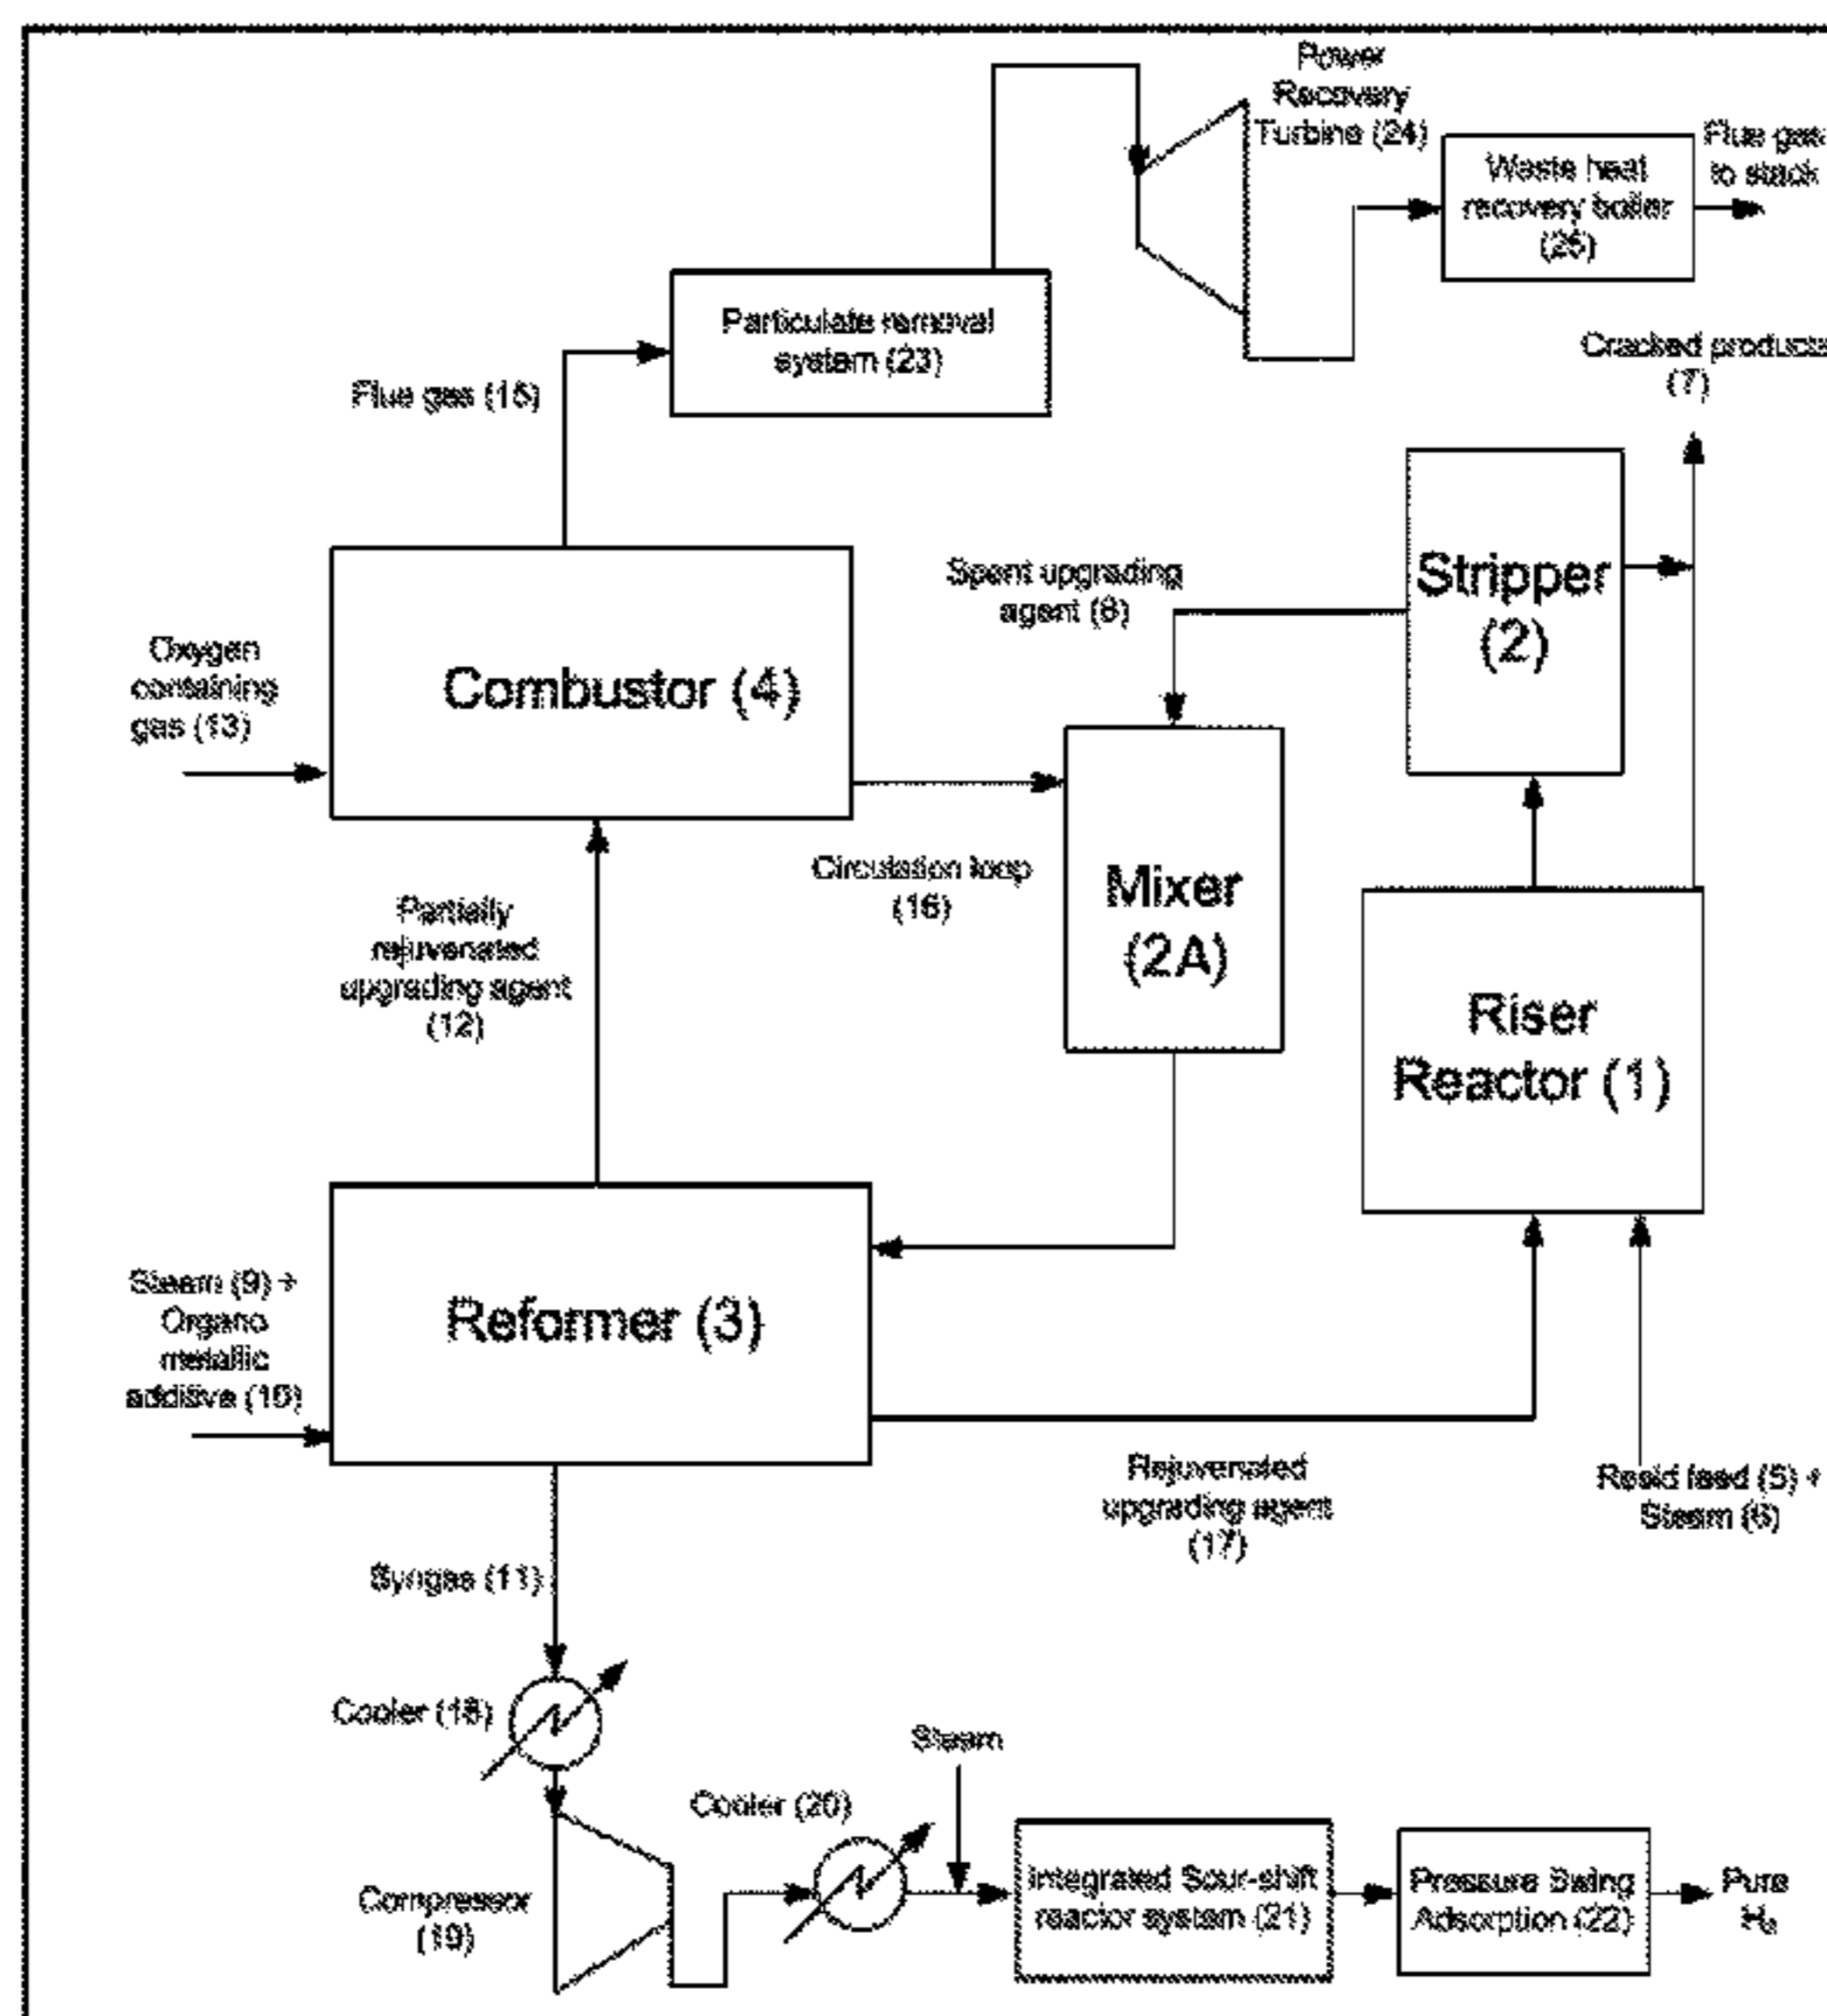 Power
Recovery
Turbine (24)
Waste heat
recovery boiler
(25)
Flue gas
to stack
Particulate removal
system (23)
Flue gas (15)
Cracked products
(7)
Stripper
(2)
Spent upgrading
agent (8)
Oxygen
containing
gas (13)
Combustor (4)
Circulation loop
(16)
Mixer
(2A)
Partially
rejuvenated
upgrading agent
(12)
Riser
Reactor (1)
Steam (9) +
Organo
metallic
additive (10)
Reformer (3)
Rejuvenated
upgrading agent
(17)
Resid feed (5) +
Steam (6)
Syngas (11)
Cooler (18)
Steam
Cooler (20)
Compressor
(19)
Integrated Sour-shift
reactor system (21)
Pressure Swing
Adsorption (22)
Pure
H₂